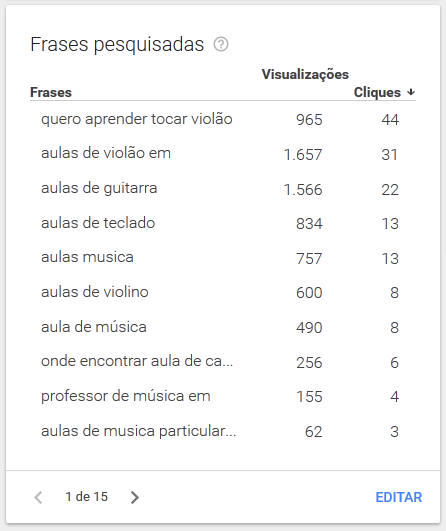 Frases pesquisadas
Visualizações
Frases Cliques
quero aprender tocar violão 965 44
aulas de violão em 1.657 31
aulas de guitarra 1.566 22
aulas de teclado 834 13
aulas musica 757 13
aulas de violino 600 8
aula de música 490 8
onde encontrar aula de ca... 256 6
professor de música em 155 4
aulas de musica particular... 62 3
1 de 15 EDITAR